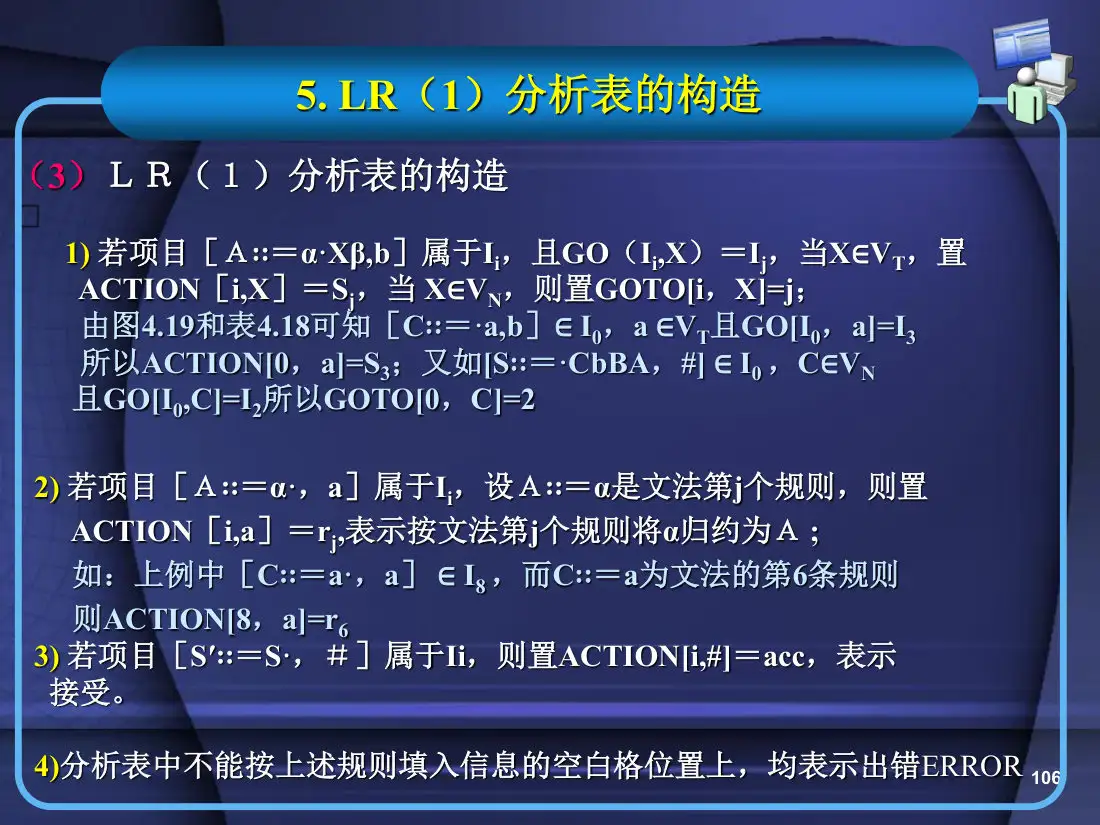 5. LR（1）分析表的构造
（3）ＬＲ（１）分析表的构造
1) 若项目［Ａ∷＝α·Xβ,b］属于Ii，且GO（Ii,X）＝Ij，当X∈VT，置
ACTION［i,X］＝Sj，当 X∈VN，则置GOTO[i，X]=j；
由图4.19和表4.18可知［C∷＝·a,b］∈ I0，a ∈VT且GO[I0，a]=I3
所以ACTION[0，a]=S3；又如[S∷＝·CbBA，#] ∈ I0 ，C∈VN
且GO[I0,C]=I2所以GOTO[0，C]=2
2) 若项目［Ａ∷＝α·，a］属于Ii，设Ａ∷＝α是文法第j个规则，则置
ACTION［i,a］＝rj,表示按文法第j个规则将α归约为Ａ；
如：上例中［C∷＝a·，a］ ∈ I8 ，而C∷＝a为文法的第6条规则
则ACTION[8，a]=r6
3) 若项目［S′∷＝S·，＃］属于Ii，则置ACTION[i,#]＝acc，表示
接受。
4)分析表中不能按上述规则填入信息的空白格位置上，均表示出错ERROR
106